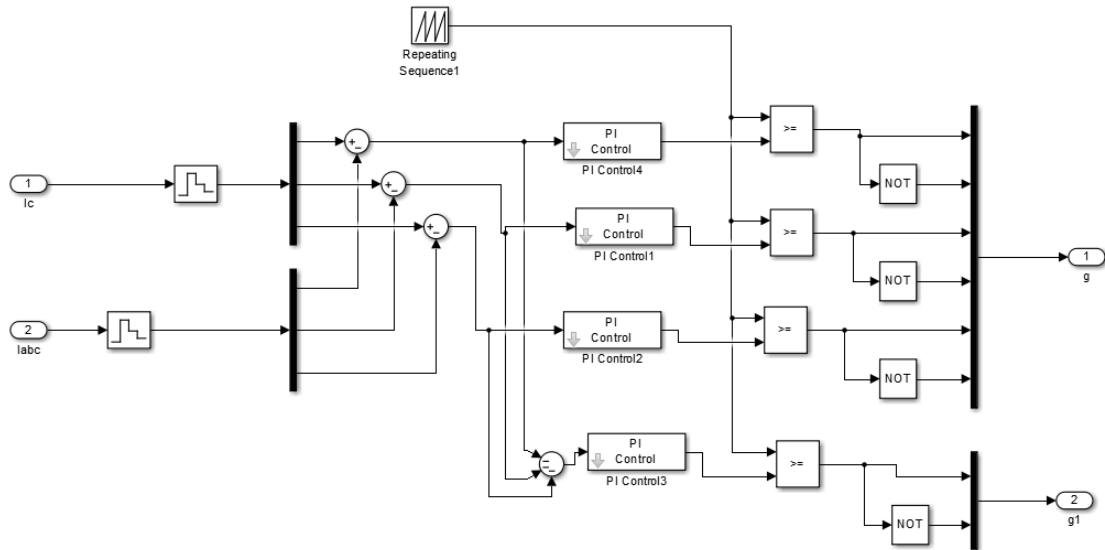 Repeating
Sequence1
PI
Control
PI Control4
>=
NOT
1
Ic
PI
Control
PI Control1
>=
NOT
1
g
2
Iabc
PI
Control
PI Control2
>=
NOT
PI
Control
PI Control3
>=
NOT
2
g1